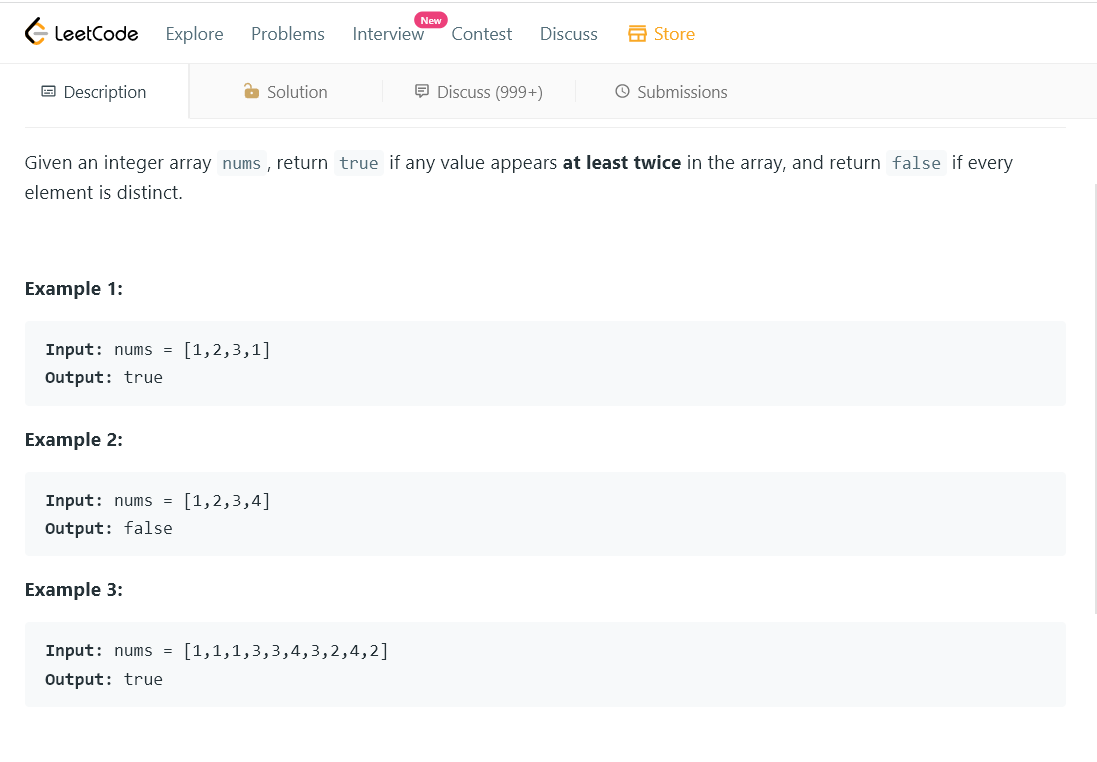 LeetCode Explore Problems Interview New Contest Discuss Store
Description Solution Discuss (999+) Submissions
Given an integer array nums, return true if any value appears at least twice in the array, and return false if every
element is distinct.
Example 1:
Input: nums = [1,2,3,1]
Output: true
Example 2:
Input: nums = [1,2,3,4]
Output: false
Example 3:
Input: nums = [1,1,1,3,3,4,3,2,4,2]
Output: true